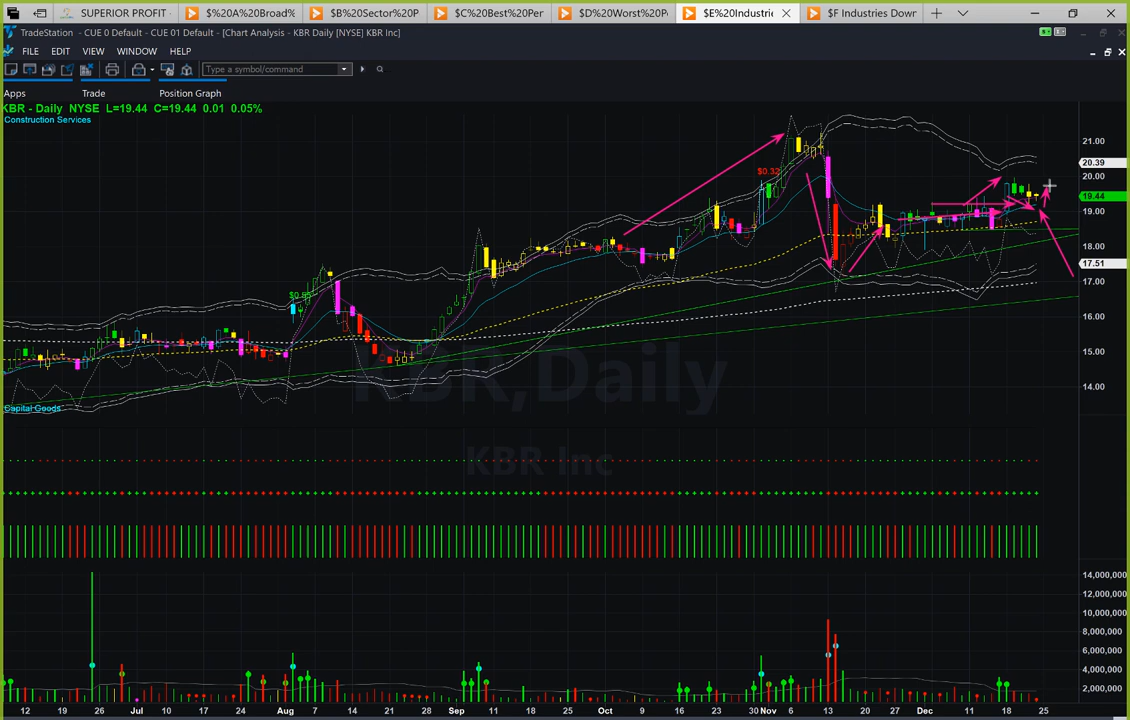 SUPERIOR PROFIT
$%20A%20Broad%
$%20B%20Sector%20P
$%20C%20Best%20Per
$%20D%20Worst%20P
$%20E%20Industri
$F Industries Down
TradeStation - CUE 0 Default - CUE 01 Default - [Chart Analysis - KBR Daily [NYSE] KBR Inc]
FILE EDIT VIEW WINDOW HELP
Type a symbol/command
Apps Trade Position Graph
KBR - Daily NYSE L=19.44 C=19.44 0.01 0.05%
Construction Services
21.00
20.39
20.00
19.44
19.00
18.00
17.51
17.00
16.00
15.00
14.00
$0.32
KBR,Daily
Capital Goods
KBR Inc
14,000,000
12,000,000
10,000,000
8,000,000
6,000,000
4,000,000
2,000,000
12 19 26 Jul 10 17 24 Aug 7 14 21 28 Sep 11 18 25 Oct 9 16 23 30 Nov 6 13 20 27 Dec 11 18 25